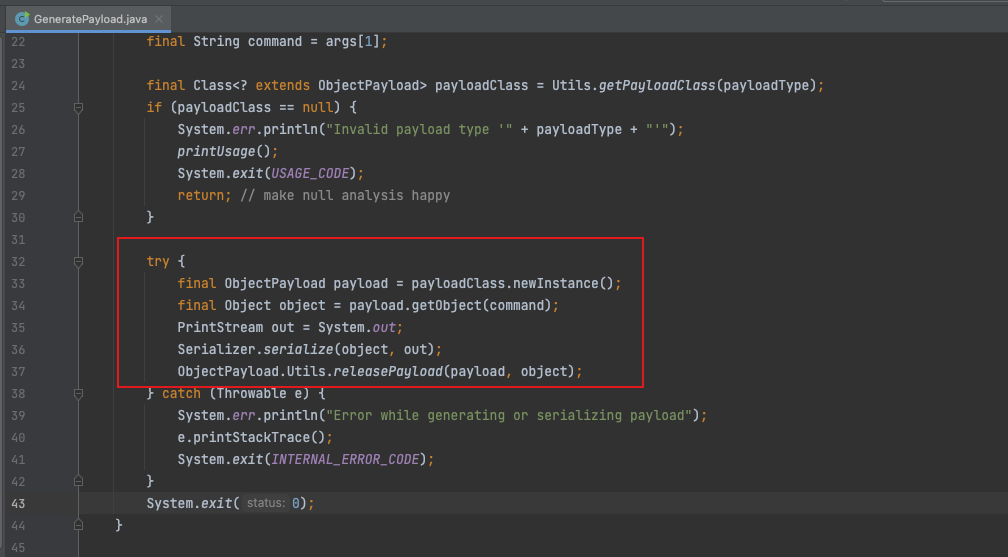 GeneratePayload.java
22 final String command = args[1];
23
24 final Class<? extends ObjectPayload> payloadClass = Utils.getPayloadClass(payloadType);
25 if (payloadClass == null) {
26 System.err.println("Invalid payload type '" + payloadType + "'");
27 printUsage();
28 System.exit(USAGE_CODE);
29 return; // make null analysis happy
30 }
31
32 try {
33 final ObjectPayload payload = payloadClass.newInstance();
34 final Object object = payload.getObject(command);
35 PrintStream out = System.out;
36 Serializer.serialize(object, out);
37 ObjectPayload.Utils.releasePayload(payload, object);
38 } catch (Throwable e) {
39 System.err.println("Error while generating or serializing payload");
40 e.printStackTrace();
41 System.exit(INTERNAL_ERROR_CODE);
42 }
43 System.exit( status: 0);
44 }
45